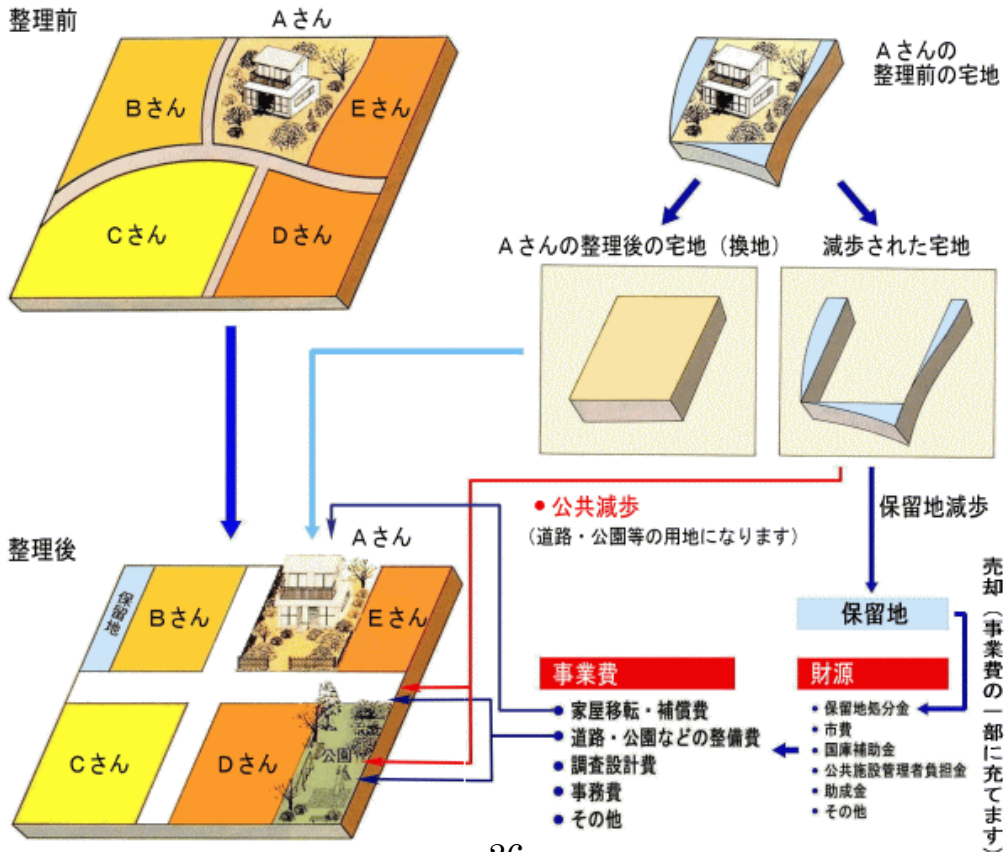 整理前
Aさん
Bさん
Eさん
Cさん
Dさん
Aさんの
整理前の宅地
Aさんの整理後の宅地（換地）
減歩された宅地
● 公共減歩
（道路・公園等の用地になります）
保留地減歩
整理後
Aさん
保留地
Bさん
Eさん
Cさん
Dさん
公園
保留地
売却（事業費の一部に充てます）
事業費
● 家屋移転・補償費
● 道路・公園などの整備費
● 調査設計費
● 事務費
● その他
財源
• 保留地処分金
• 市費
• 国庫補助金
• 公共施設管理者負担金
• 助成金
• その他